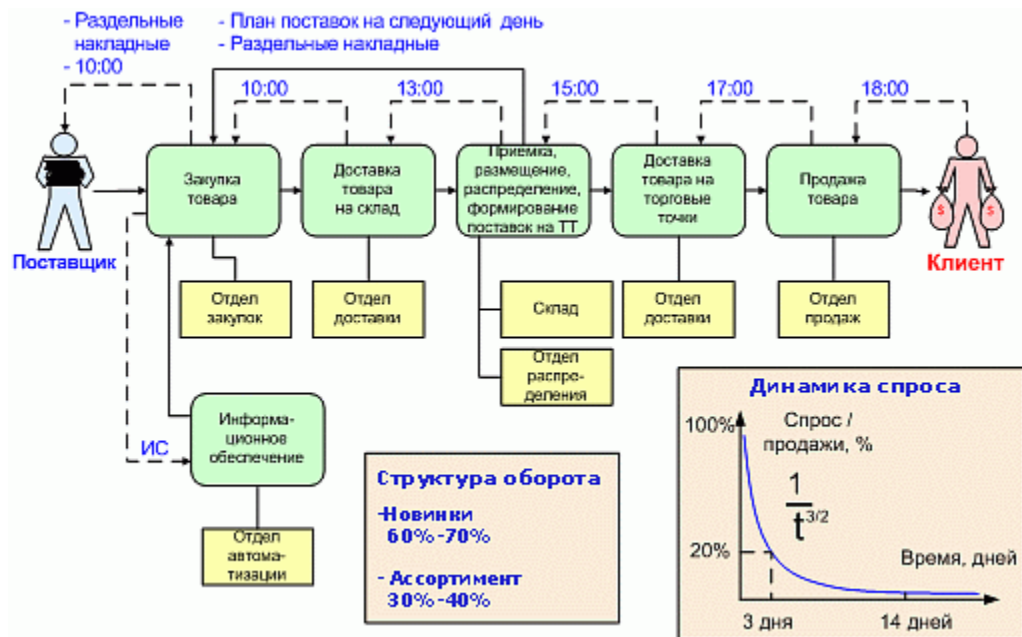 - Раздельные
накладные
- 10:00
- План поставок на следующий день
- Раздельные накладные
10:00
13:00
15:00
17:00
18:00
Закупка
товара
Доставка
товара
на склад
Приемка,
размещение,
распределение,
формирование
поставок на ТТ
Доставка
товара на
торговые
точки
Продажа
товара
$
$
Поставщик
Клиент
Отдел
закупок
Отдел
доставки
Склад
Отдел
распре-
деления
Отдел
доставки
Отдел
продаж
Информа-
ционное
обеспечение
ИС
Отдел
автома-
тизации
Структура оборота
-Новинки
60%-70%
- Ассортимент
30%-40%
Динамика спроса
100%
Спрос /
продажи, %
1
t3/2
20%
Время, дней
3 дня
14 дней